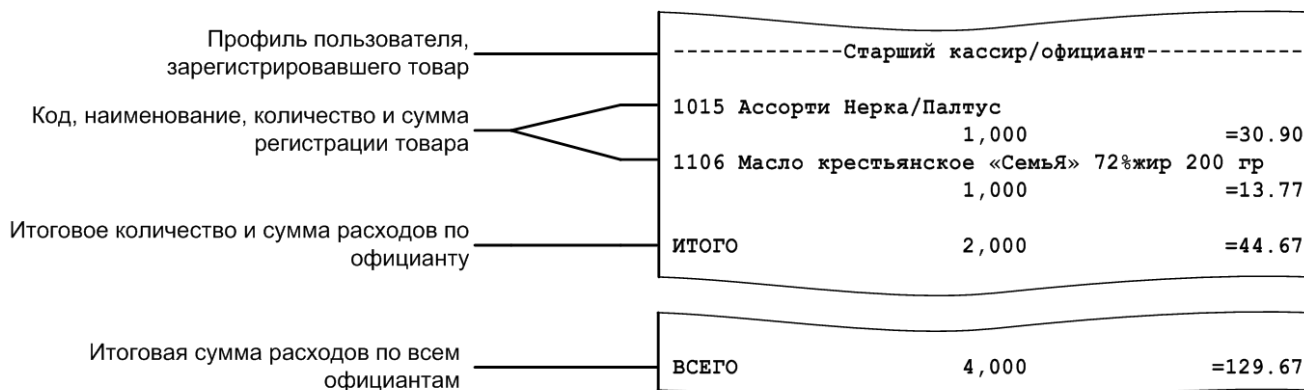 Профиль пользователя,
зарегистрировавшего товар
Код, наименование, количество и сумма
регистрации товара
Итоговое количество и сумма расходов по
официанту
Итоговая сумма расходов по всем
официантам
-------------Старший кассир/официант------------
1015 Ассорти Нерка/Палтус
1,000 =30.90
1106 Масло крестьянское «СемьЯ» 72%жир 200 гр
1,000 =13.77
ИТОГО 2,000 =44.67
ВСЕГО 4,000 =129.67